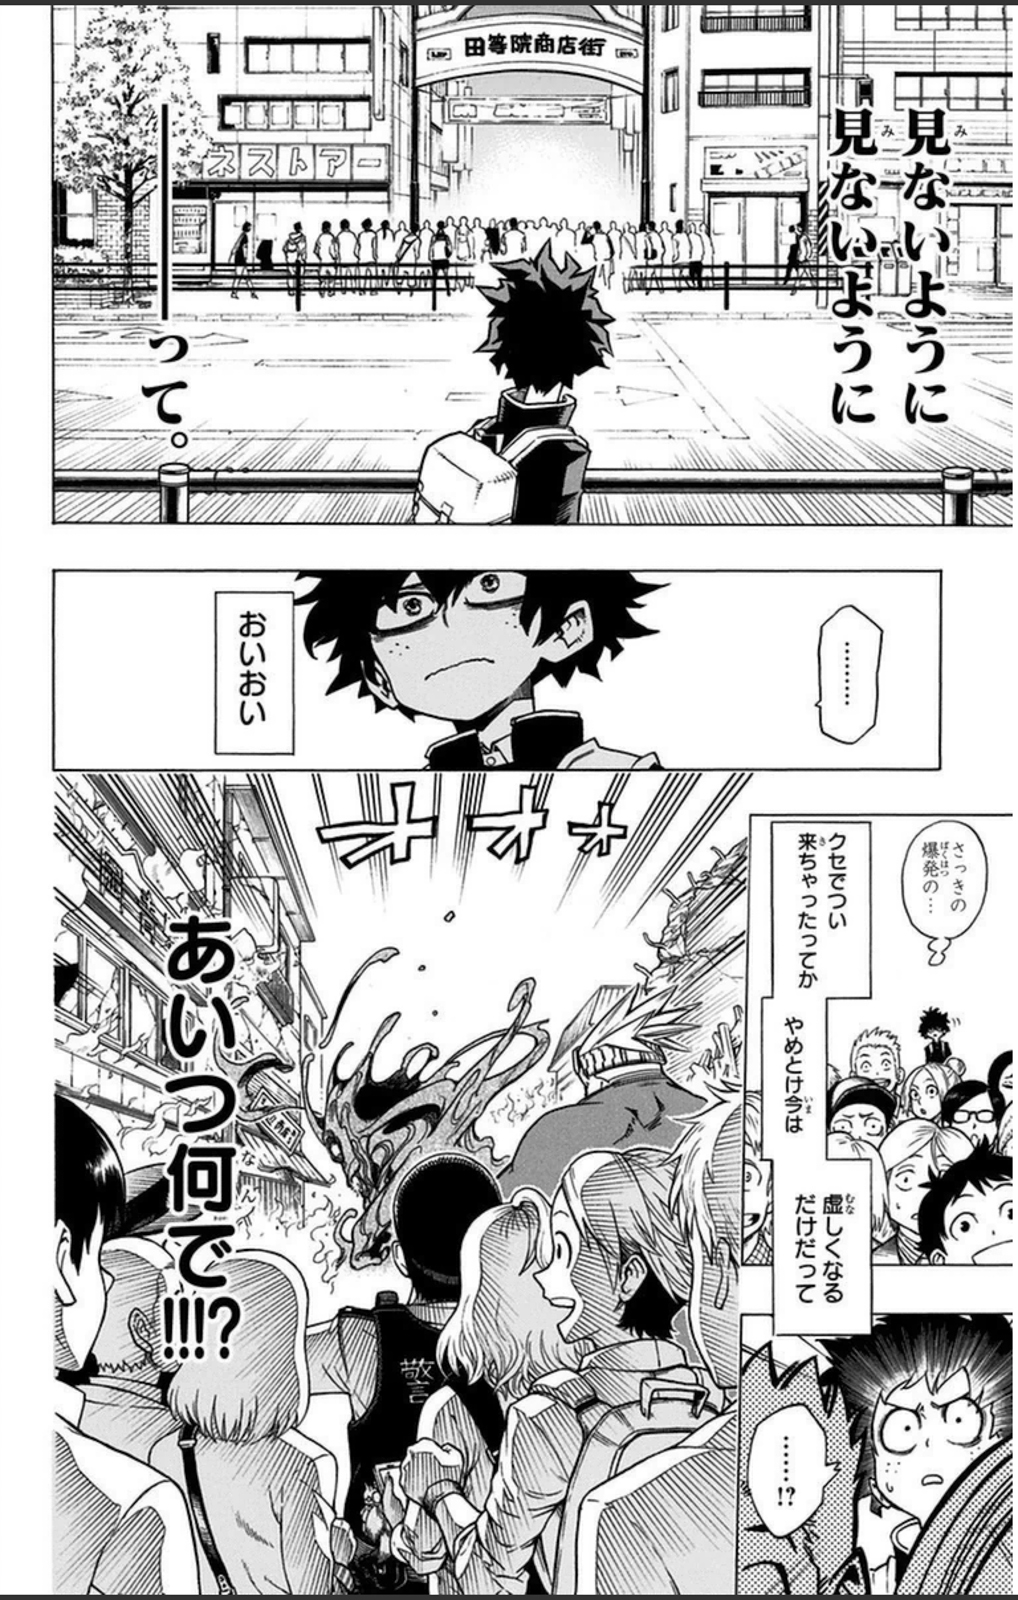 田等院商店街
ネストアー
見ないように
見ないように
って。
………
おいおい
さっきの
爆発の…
クセでつい
来ちゃったってか
やめとけ今は
虚しくなる
だけだって
……!?
オオォ
あいつ何で!!!?
警